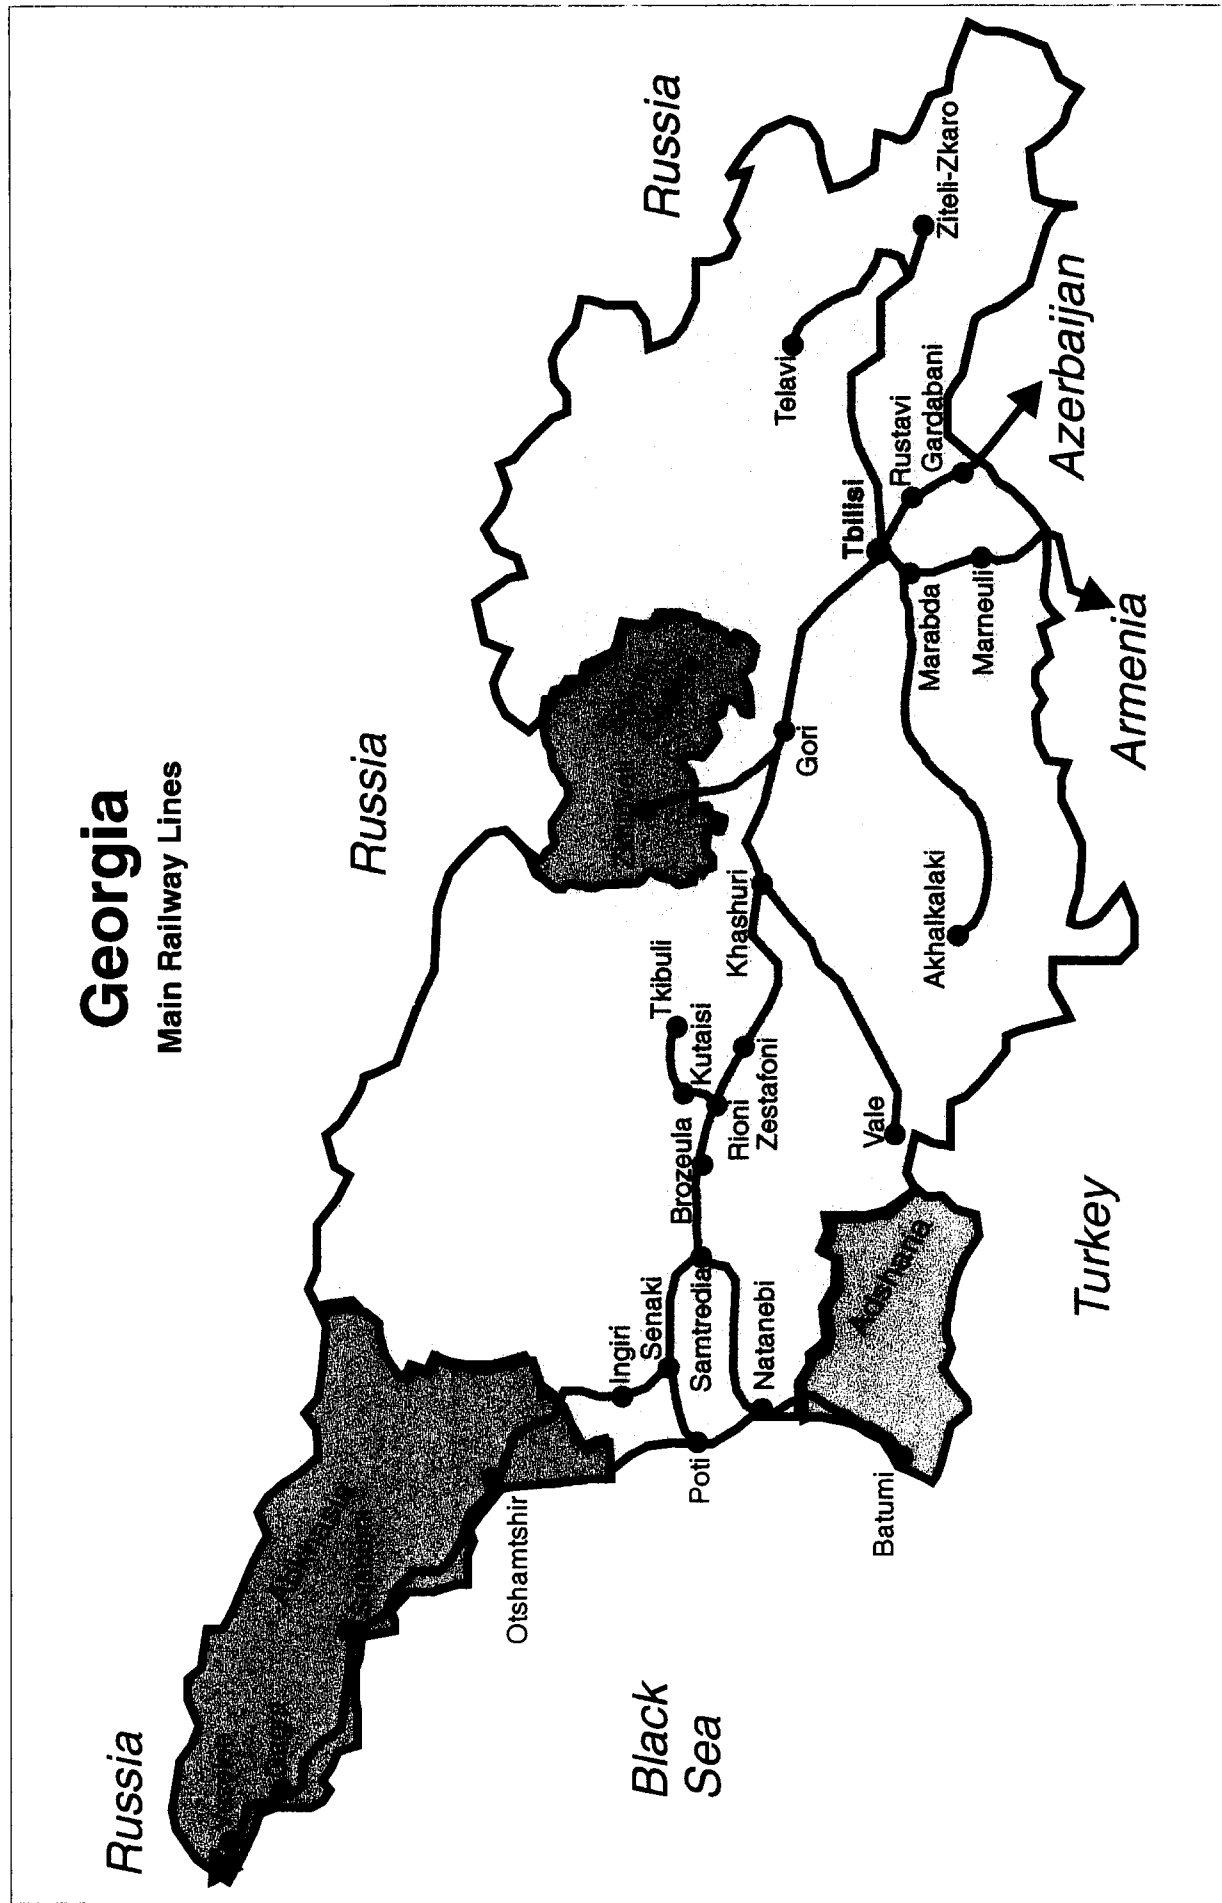 Georgia
Main Railway Lines
Russia
Russia
Russia
Black
Sea
Otshamtshir
Ingiri
Senaki
Poti
Samtredia
Natanebi
Batumi
Adshana
Brozeula
Kutaisi
Tkibuli
Rioni
Zestafoni
Khashuri
Vale
Gori
Akhalkalaki
Tbilisi
Marabda
Marneuli
Rustavi
Gardabani
Telavi
Ziteli-Zkaro
Turkey
Armenia
Azerbaijan